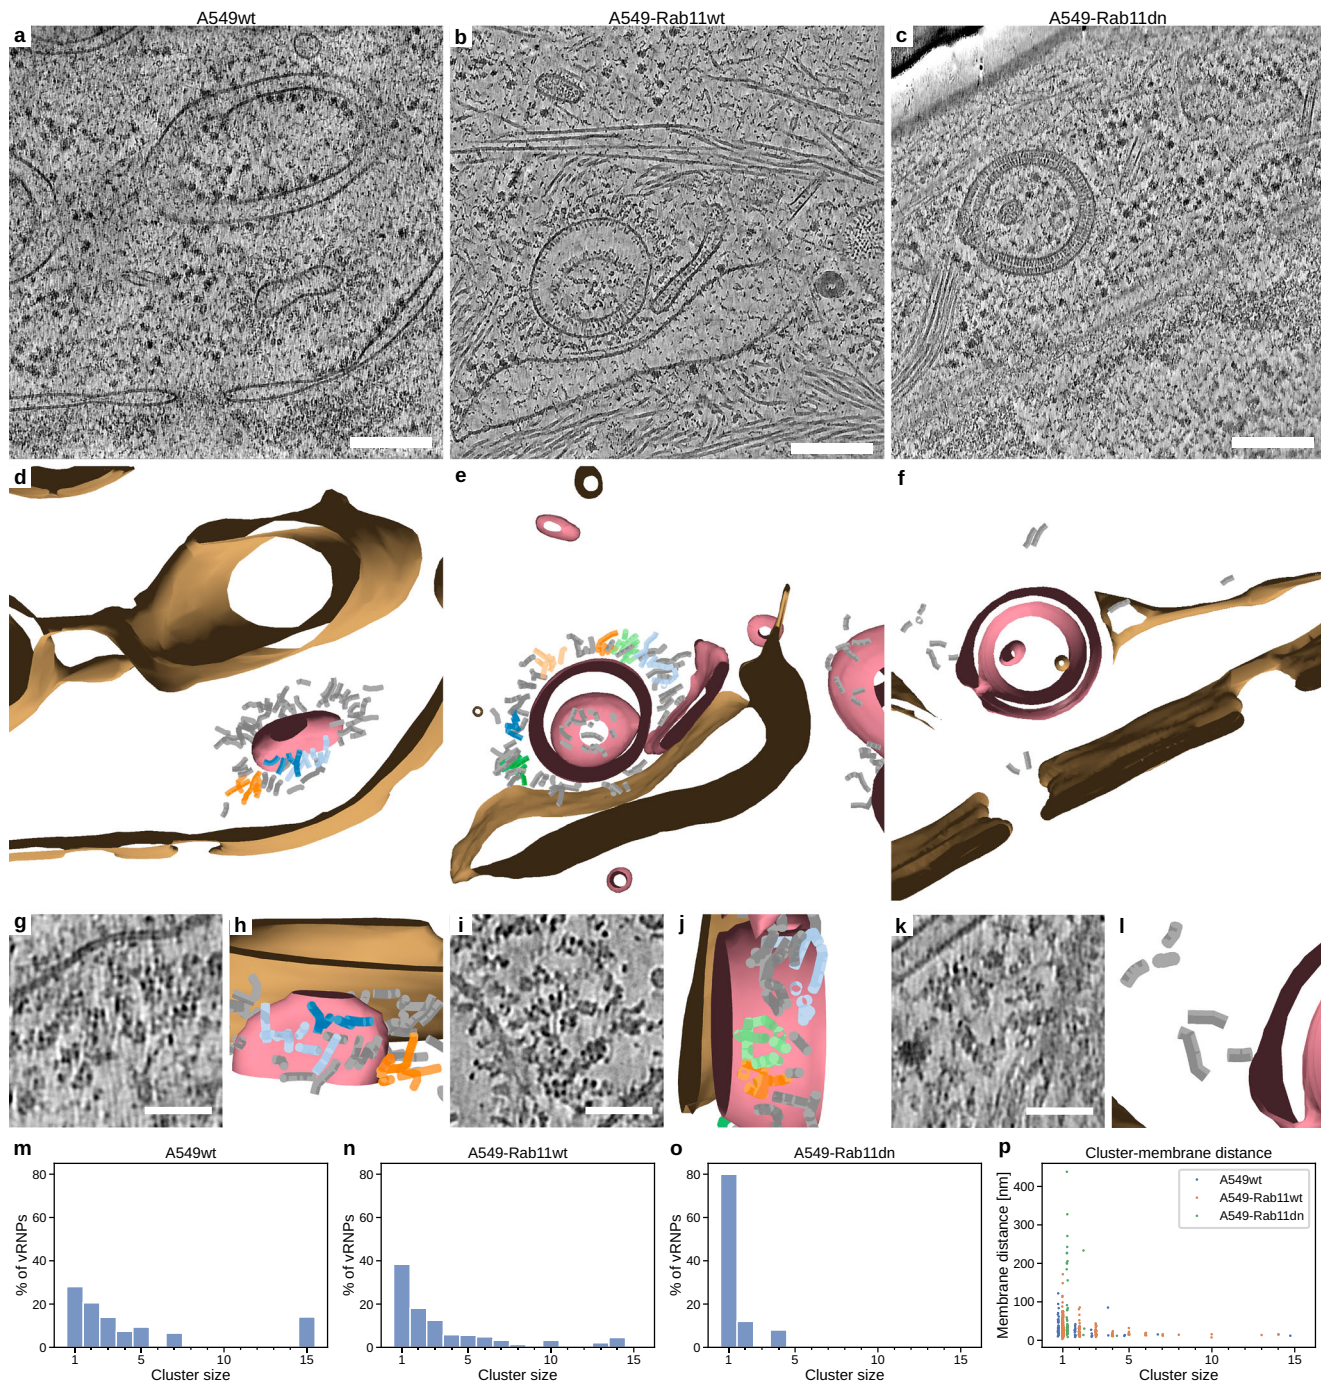 A549wt
A549-Rab11wt
A549-Rab11dn
a
b
c
d
e
f
g
h
i
j
k
l
m
A549wt
n
A549-Rab11wt
o
A549-Rab11dn
p
Cluster-membrane distance
% of vRNPs
80
60
40
20
0
1
5
10
15
Cluster size
% of vRNPs
80
60
40
20
0
1
5
10
15
Cluster size
% of vRNPs
80
60
40
20
0
1
5
10
15
Cluster size
Membrane distance [nm]
400
300
200
100
0
A549wt
A549-Rab11wt
A549-Rab11dn
1
5
10
15
Cluster size